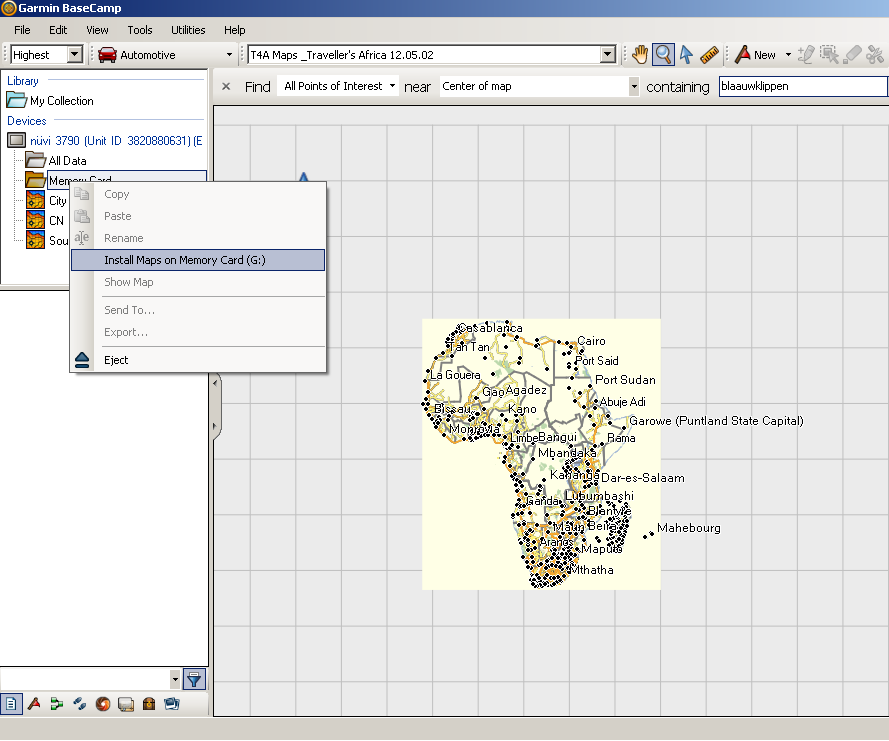 Garmin BaseCamp
File Edit View Tools Utilities Help
Highest Automotive T4A Maps _Traveller's Africa 12.05.02 New
Library
My Collection
Devices
nüvi 3790 (Unit ID 3820880631) (E
All Data
Memory Card
City
CN
Sou
Find All Points of Interest near Center of map containing blaauwklippen
Copy
Paste
Rename
Install Maps on Memory Card (G:)
Show Map
Send To...
Export...
Eject
Casablanca
Cairo
Tan Tan
Port Said
La Gouera
Port Sudan
Gao Agadez
Abuje Adi
Bissau
Kano
Garowe (Puntland State Capital)
Monrovia
Limbe Bangui
Rama
Mbandaka
Kananga
Dar-es-Salaam
Ganda
Lubumbashi
Blantyre
Maun Beira
Mahebourg
Aranos
Maputo
Mthatha